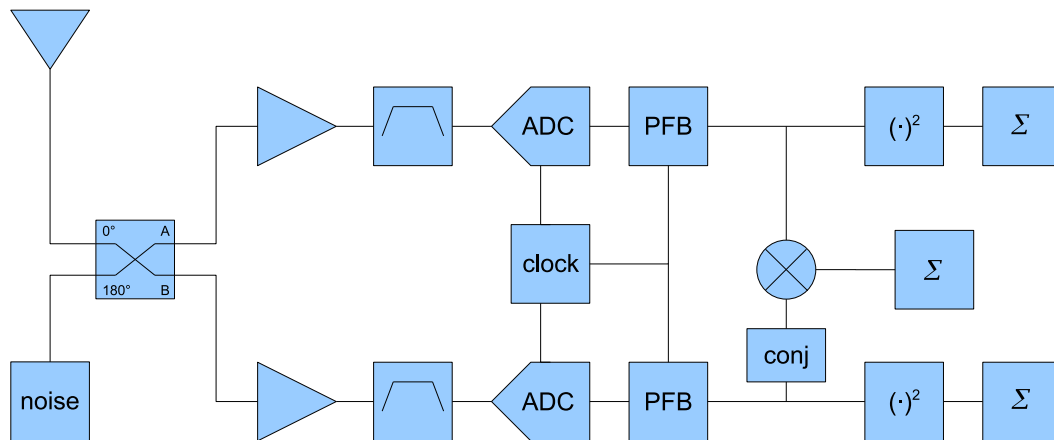 ADC
PFB
(·)²
Σ
0°
A
180°
B
clock
Σ
noise
conj
ADC
PFB
(·)²
Σ